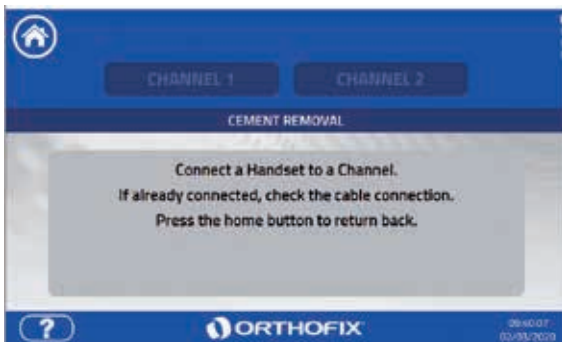 CHANNEL 1
CHANNEL 2
CEMENT REMOVAL
Connect a Handset to a Channel.
If already connected, check the cable connection.
Press the home button to return back.
?
ORTHOFIX